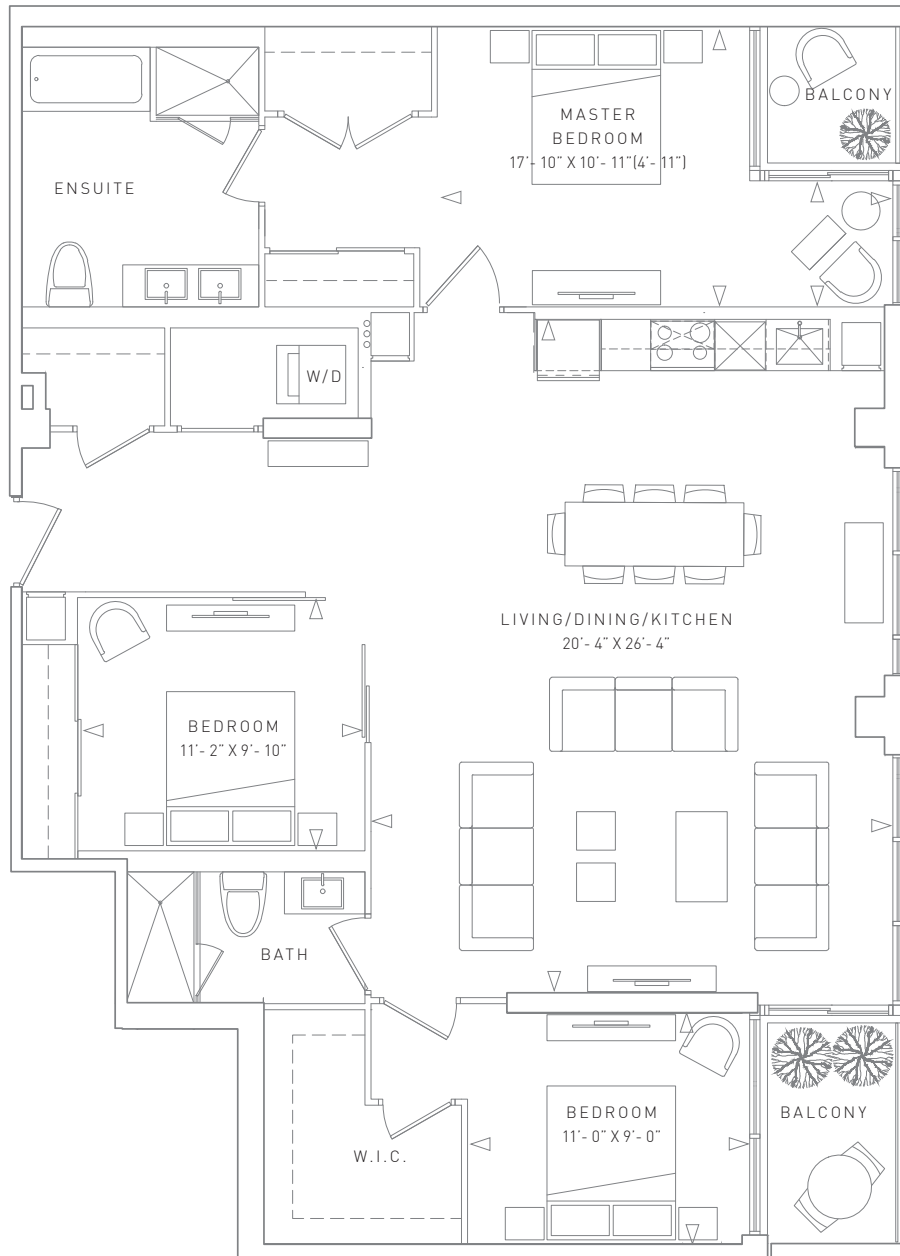 BALCONY
MASTER
BEDROOM
17'- 10" X 10'- 11"(4'- 11")
ENSUITE
W/D
LIVING/DINING/KITCHEN
20'- 4" X 26'- 4"
BEDROOM
11'- 2" X 9'- 10"
BATH
BEDROOM
11'- 0" X 9'- 0"
BALCONY
W.I.C.